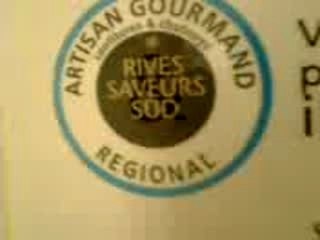 ARTISAN GOURMAND
RIVES
SAVEURS
SUD
REGIONAL